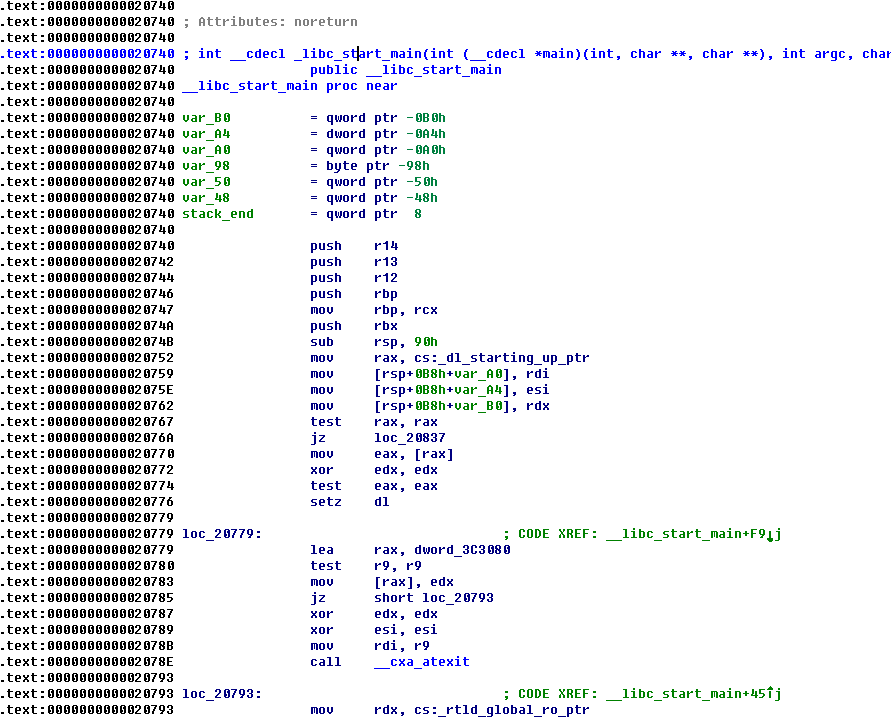 .text:0000000000020740
.text:0000000000020740 ; Attributes: noreturn
.text:0000000000020740
.text:0000000000020740 ; int __cdecl _libc_start_main(int (__cdecl *main)(int, char **, char **), int argc, char
.text:0000000000020740                 public __libc_start_main
.text:0000000000020740 __libc_start_main proc near
.text:0000000000020740
.text:0000000000020740 var_B0          = qword ptr -0B0h
.text:0000000000020740 var_A4          = dword ptr -0A4h
.text:0000000000020740 var_A0          = qword ptr -0A0h
.text:0000000000020740 var_98          = byte ptr -98h
.text:0000000000020740 var_50          = qword ptr -50h
.text:0000000000020740 var_48          = qword ptr -48h
.text:0000000000020740 stack_end       = qword ptr  8
.text:0000000000020740
.text:0000000000020740                 push    r14
.text:0000000000020742                 push    r13
.text:0000000000020744                 push    r12
.text:0000000000020746                 push    rbp
.text:0000000000020747                 mov     rbp, rcx
.text:000000000002074A                 push    rbx
.text:000000000002074B                 sub     rsp, 90h
.text:0000000000020752                 mov     rax, cs:_dl_starting_up_ptr
.text:0000000000020759                 mov     [rsp+0B8h+var_A0], rdi
.text:000000000002075E                 mov     [rsp+0B8h+var_A4], esi
.text:0000000000020762                 mov     [rsp+0B8h+var_B0], rdx
.text:0000000000020767                 test    rax, rax
.text:000000000002076A                 jz      loc_20837
.text:0000000000020770                 mov     eax, [rax]
.text:0000000000020772                 xor     edx, edx
.text:0000000000020774                 test    eax, eax
.text:0000000000020776                 setz    dl
.text:0000000000020779
.text:0000000000020779 loc_20779:                              ; CODE XREF: __libc_start_main+F9↓j
.text:0000000000020779                 lea     rax, dword_3C3080
.text:0000000000020780                 test    r9, r9
.text:0000000000020783                 mov     [rax], edx
.text:0000000000020785                 jz      short loc_20793
.text:0000000000020787                 xor     edx, edx
.text:0000000000020789                 xor     esi, esi
.text:000000000002078B                 mov     rdi, r9
.text:000000000002078E                 call    __cxa_atexit
.text:0000000000020793
.text:0000000000020793 loc_20793:                              ; CODE XREF: __libc_start_main+45↑j
.text:0000000000020793                 mov     rdx, cs:_rtld_global_ro_ptr